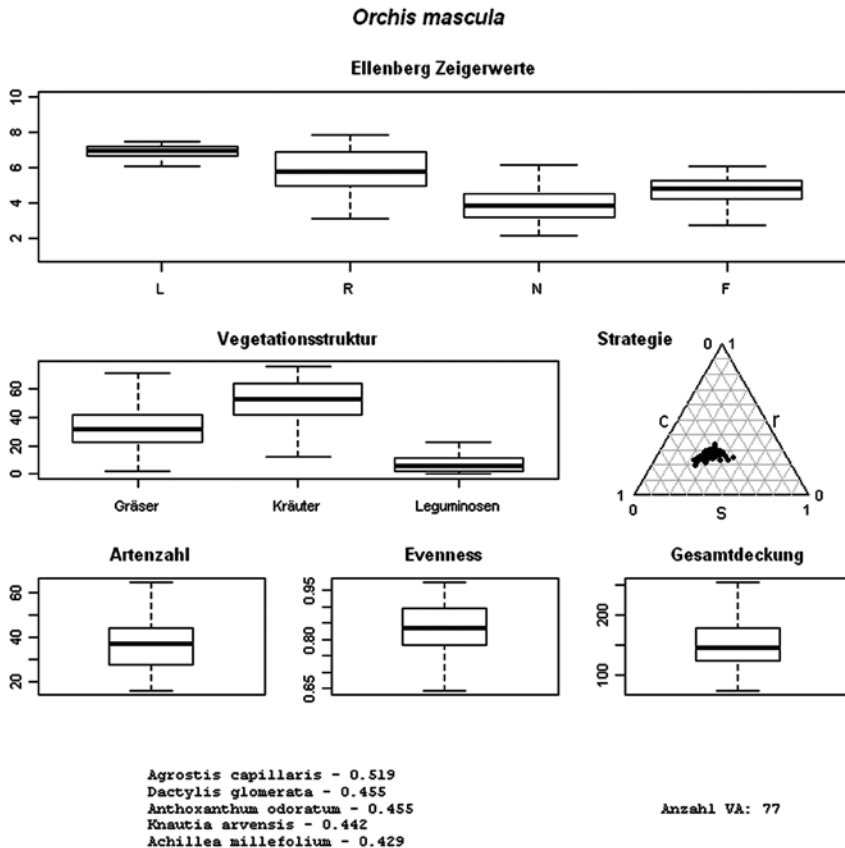 Orchis mascula
Ellenberg Zeigerwerte
10
8
6
4
2
L R N F
Vegetationsstruktur
60
40
20
0
Gräser Kräuter Leguminosen
Strategie
0 1
c r
1 0
0 S 1
Artenzahl
60
40
20
Evenness
0.95
0.80
0.65
Gesamtdeckung
200
100
Agrostis capillaris - 0.519
Dactylis glomerata - 0.455
Anthoxanthum odoratum - 0.455
Knautia arvensis - 0.442
Achillea millefolium - 0.429
Anzahl VA: 77